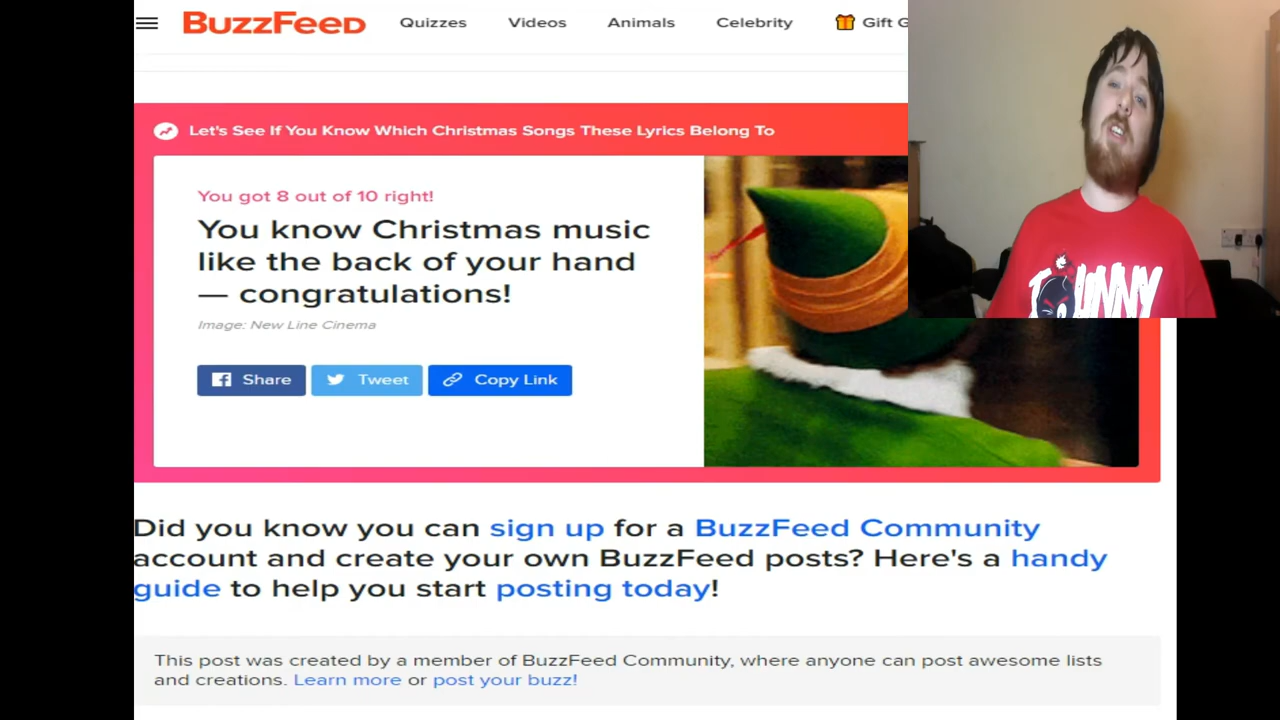 BuzzFeed Quizzes Videos Animals Celebrity Gift G
Let's See If You Know Which Christmas Songs These Lyrics Belong To
You got 8 out of 10 right!
You know Christmas music
like the back of your hand
— congratulations!
Image: New Line Cinema
Share Tweet Copy Link
Did you know you can sign up for a BuzzFeed Community
account and create your own BuzzFeed posts? Here's a handy
guide to help you start posting today!
This post was created by a member of BuzzFeed Community, where anyone can post awesome lists
and creations. Learn more or post your buzz!